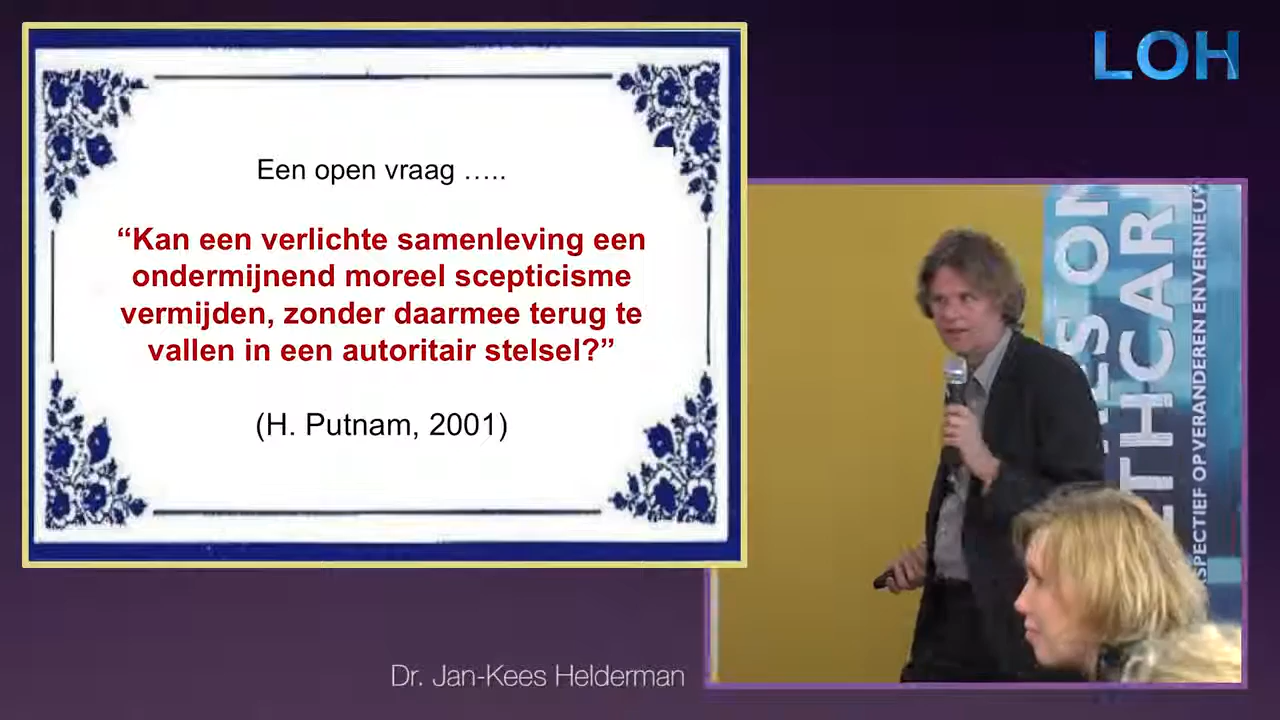 LOH
Een open vraag .....
“Kan een verlichte samenleving een
ondermijnend moreel scepticisme
vermijden, zonder daarmee terug te
vallen in een autoritair stelsel?”
(H. Putnam, 2001)
Dr. Jan-Kees Helderman